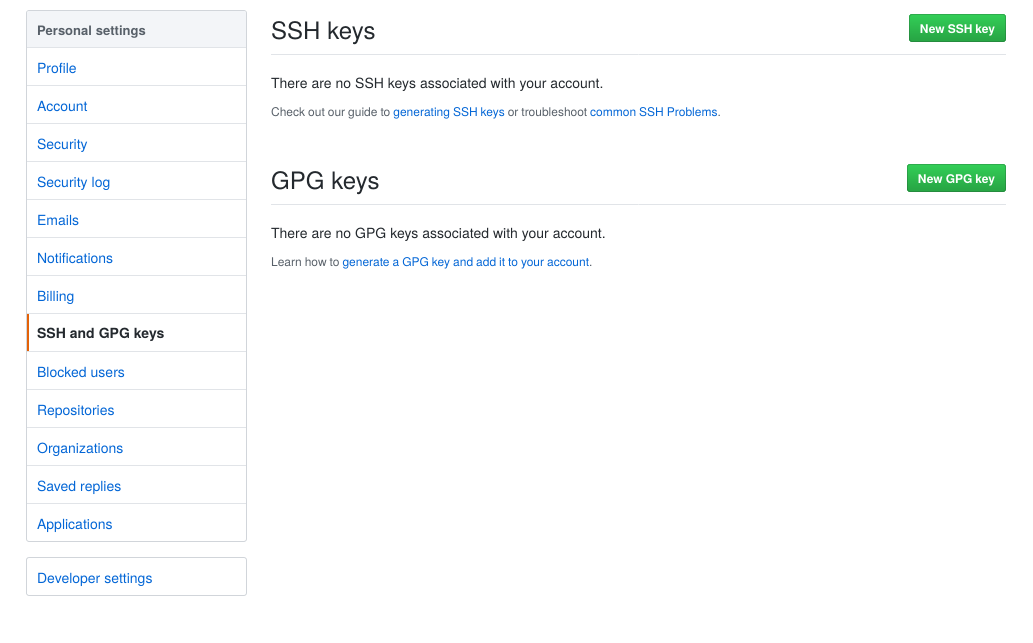 Personal settings
Profile
Account
Security
Security log
Emails
Notifications
Billing
SSH and GPG keys
Blocked users
Repositories
Organizations
Saved replies
Applications
Developer settings
SSH keys
New SSH key
There are no SSH keys associated with your account.
Check out our guide to generating SSH keys or troubleshoot common SSH Problems.
GPG keys
New GPG key
There are no GPG keys associated with your account.
Learn how to generate a GPG key and add it to your account.